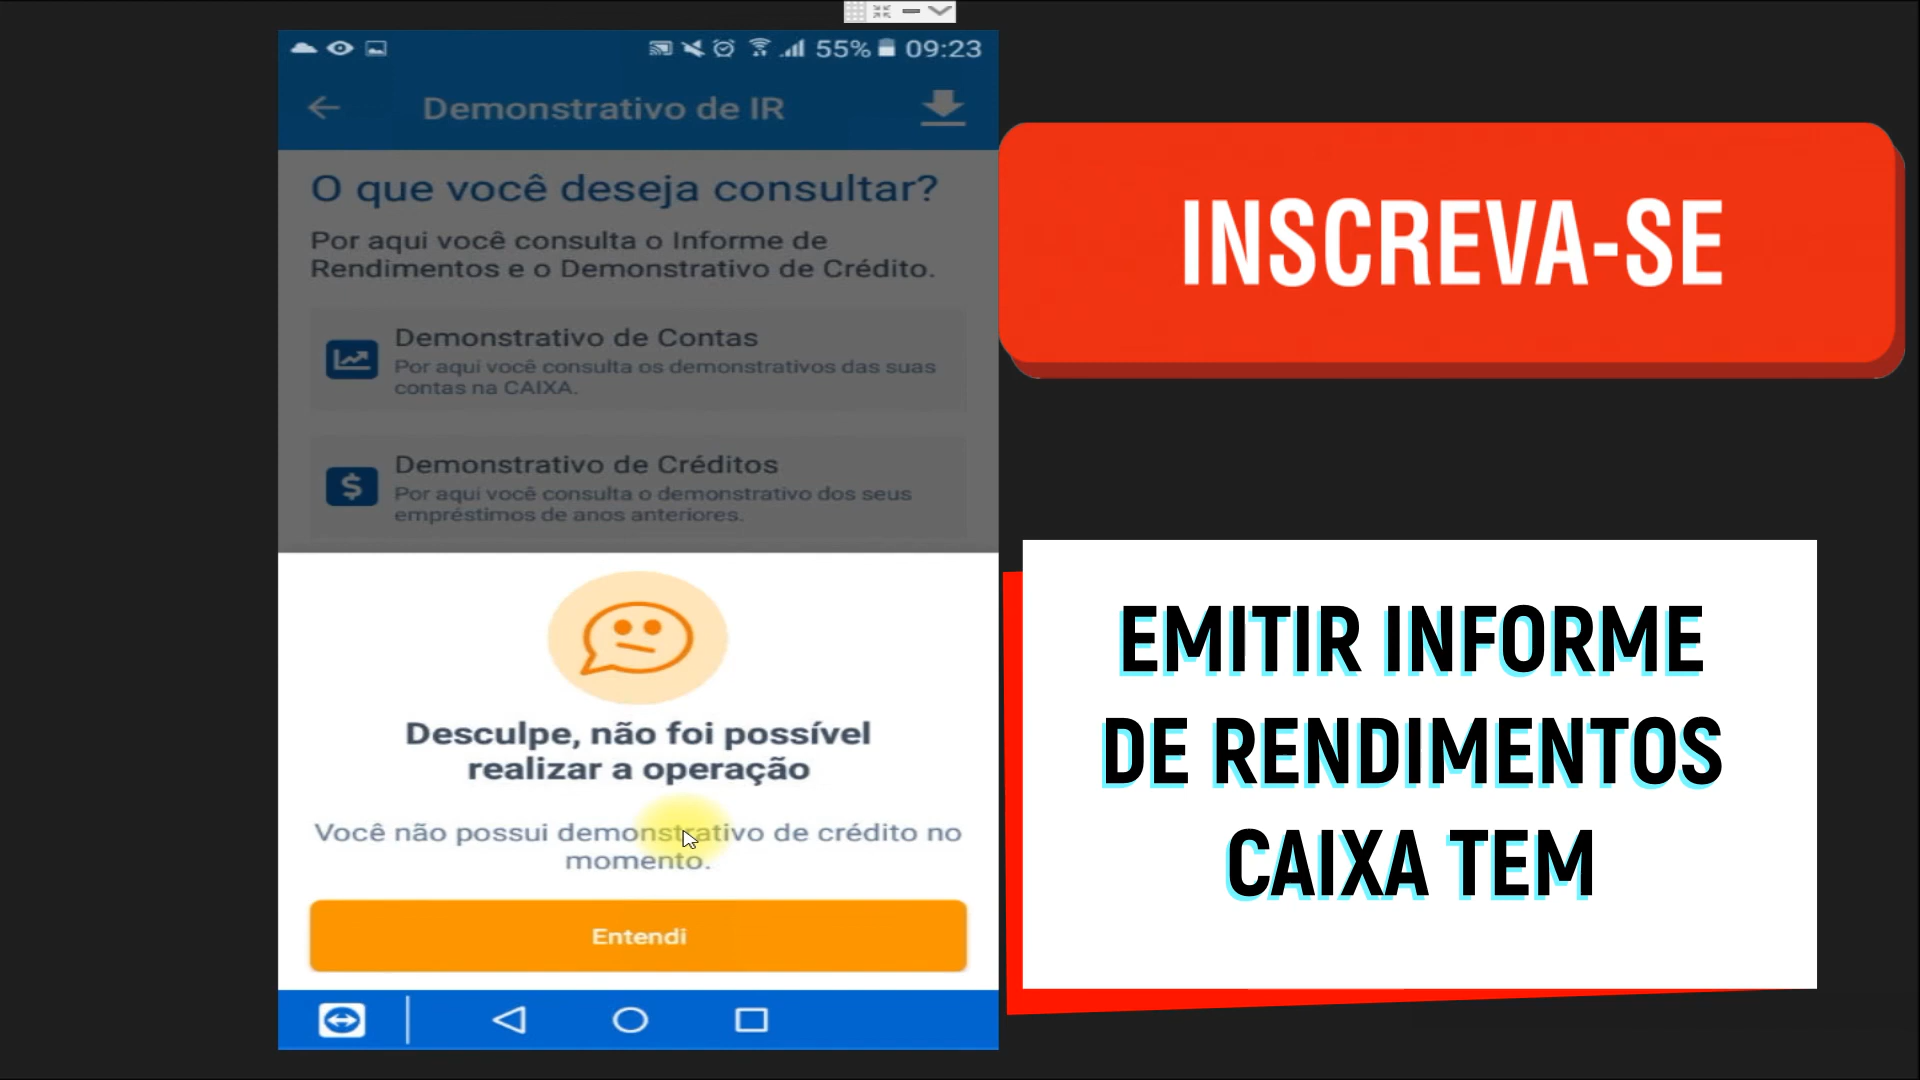 55% 09:23
Demonstrativo de IR
O que você deseja consultar?
Por aqui você consulta o Informe de
Rendimentos e o Demonstrativo de Crédito.
Demonstrativo de Contas
Por aqui você consulta os demonstrativos das suas
contas na CAIXA.
Demonstrativo de Créditos
Por aqui você consulta o demonstrativo dos seus
empréstimos de anos anteriores.
Desculpe, não foi possível
realizar a operação
Você não possui demonstrativo de crédito no
momento.
Entendi
INSCREVA-SE
EMITIR INFORME
DE RENDIMENTOS
CAIXA TEM